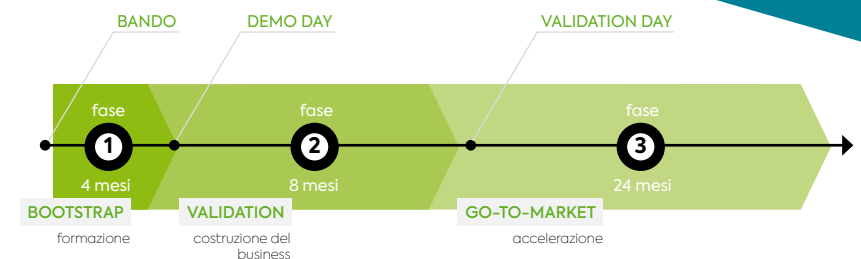 BANDO
DEMO DAY
VALIDATION DAY
fase
fase
fase
1
2
3
4 mesi
8 mesi
24 mesi
BOOTSTRAP
VALIDATION
GO-TO-MARKET
formazione
costruzione del
business
accelerazione